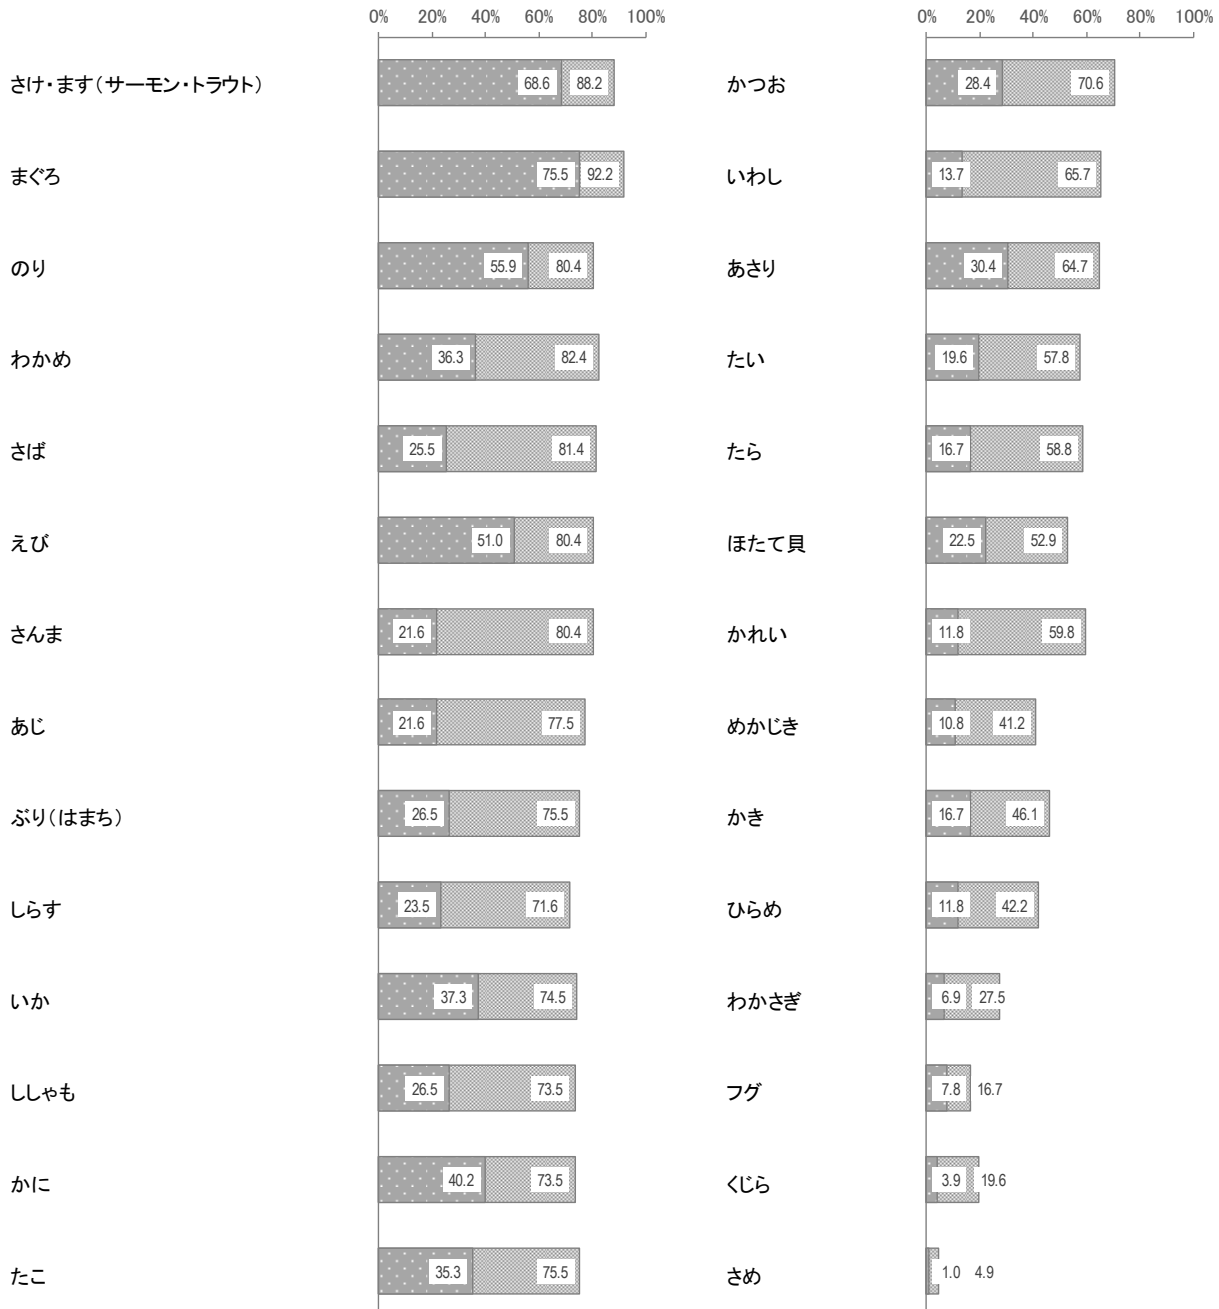 0% 20% 40% 60% 80% 100%
さけ・ます（サーモン・トラウト） 68.6 88.2
まぐろ 75.5 92.2
のり 55.9 80.4
わかめ 36.3 82.4
さば 25.5 81.4
えび 51.0 80.4
さんま 21.6 80.4
あじ 21.6 77.5
ぶり（はまち） 26.5 75.5
しらす 23.5 71.6
いか 37.3 74.5
ししゃも 26.5 73.5
かに 40.2 73.5
たこ 35.3 75.5
0% 20% 40% 60% 80% 100%
かつお 28.4 70.6
いわし 13.7 65.7
あさり 30.4 64.7
たい 19.6 57.8
たら 16.7 58.8
ほたて貝 22.5 52.9
かれい 11.8 59.8
めかじき 10.8 41.2
かき 16.7 46.1
ひらめ 11.8 42.2
わかさぎ 6.9 27.5
フグ 7.8 16.7
くじら 3.9 19.6
さめ 1.0 4.9